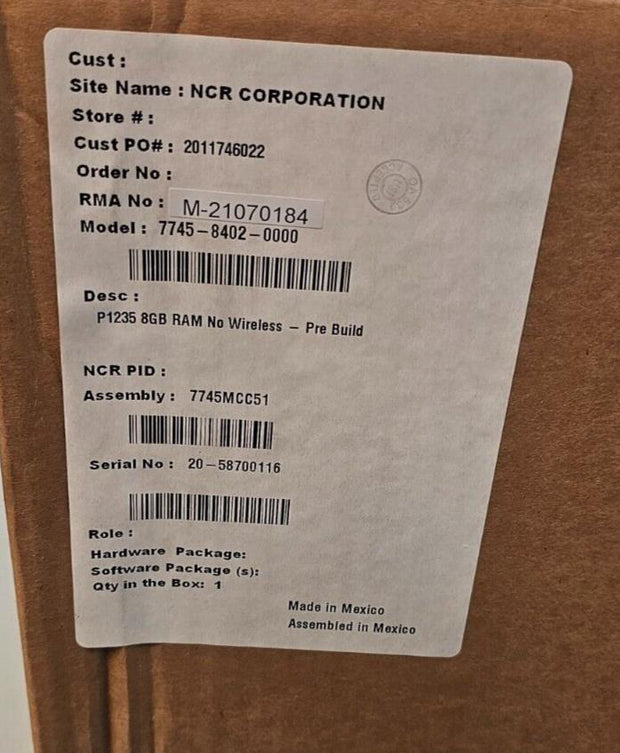 Cust :
Site Name : NCR CORPORATION
Store # :
Cust PO# : 2011746022
Order No :
RMA No : M-21070184
Model : 7745-8402-0000
Desc :
P1235 8GB RAM No Wireless – Pre Build
NCR PID :
Assembly : 7745MCC51
Serial No : 20-58700116
Role :
Hardware Package:
Software Package (s):
Qty in the Box: 1
Made in Mexico
Assembled in Mexico